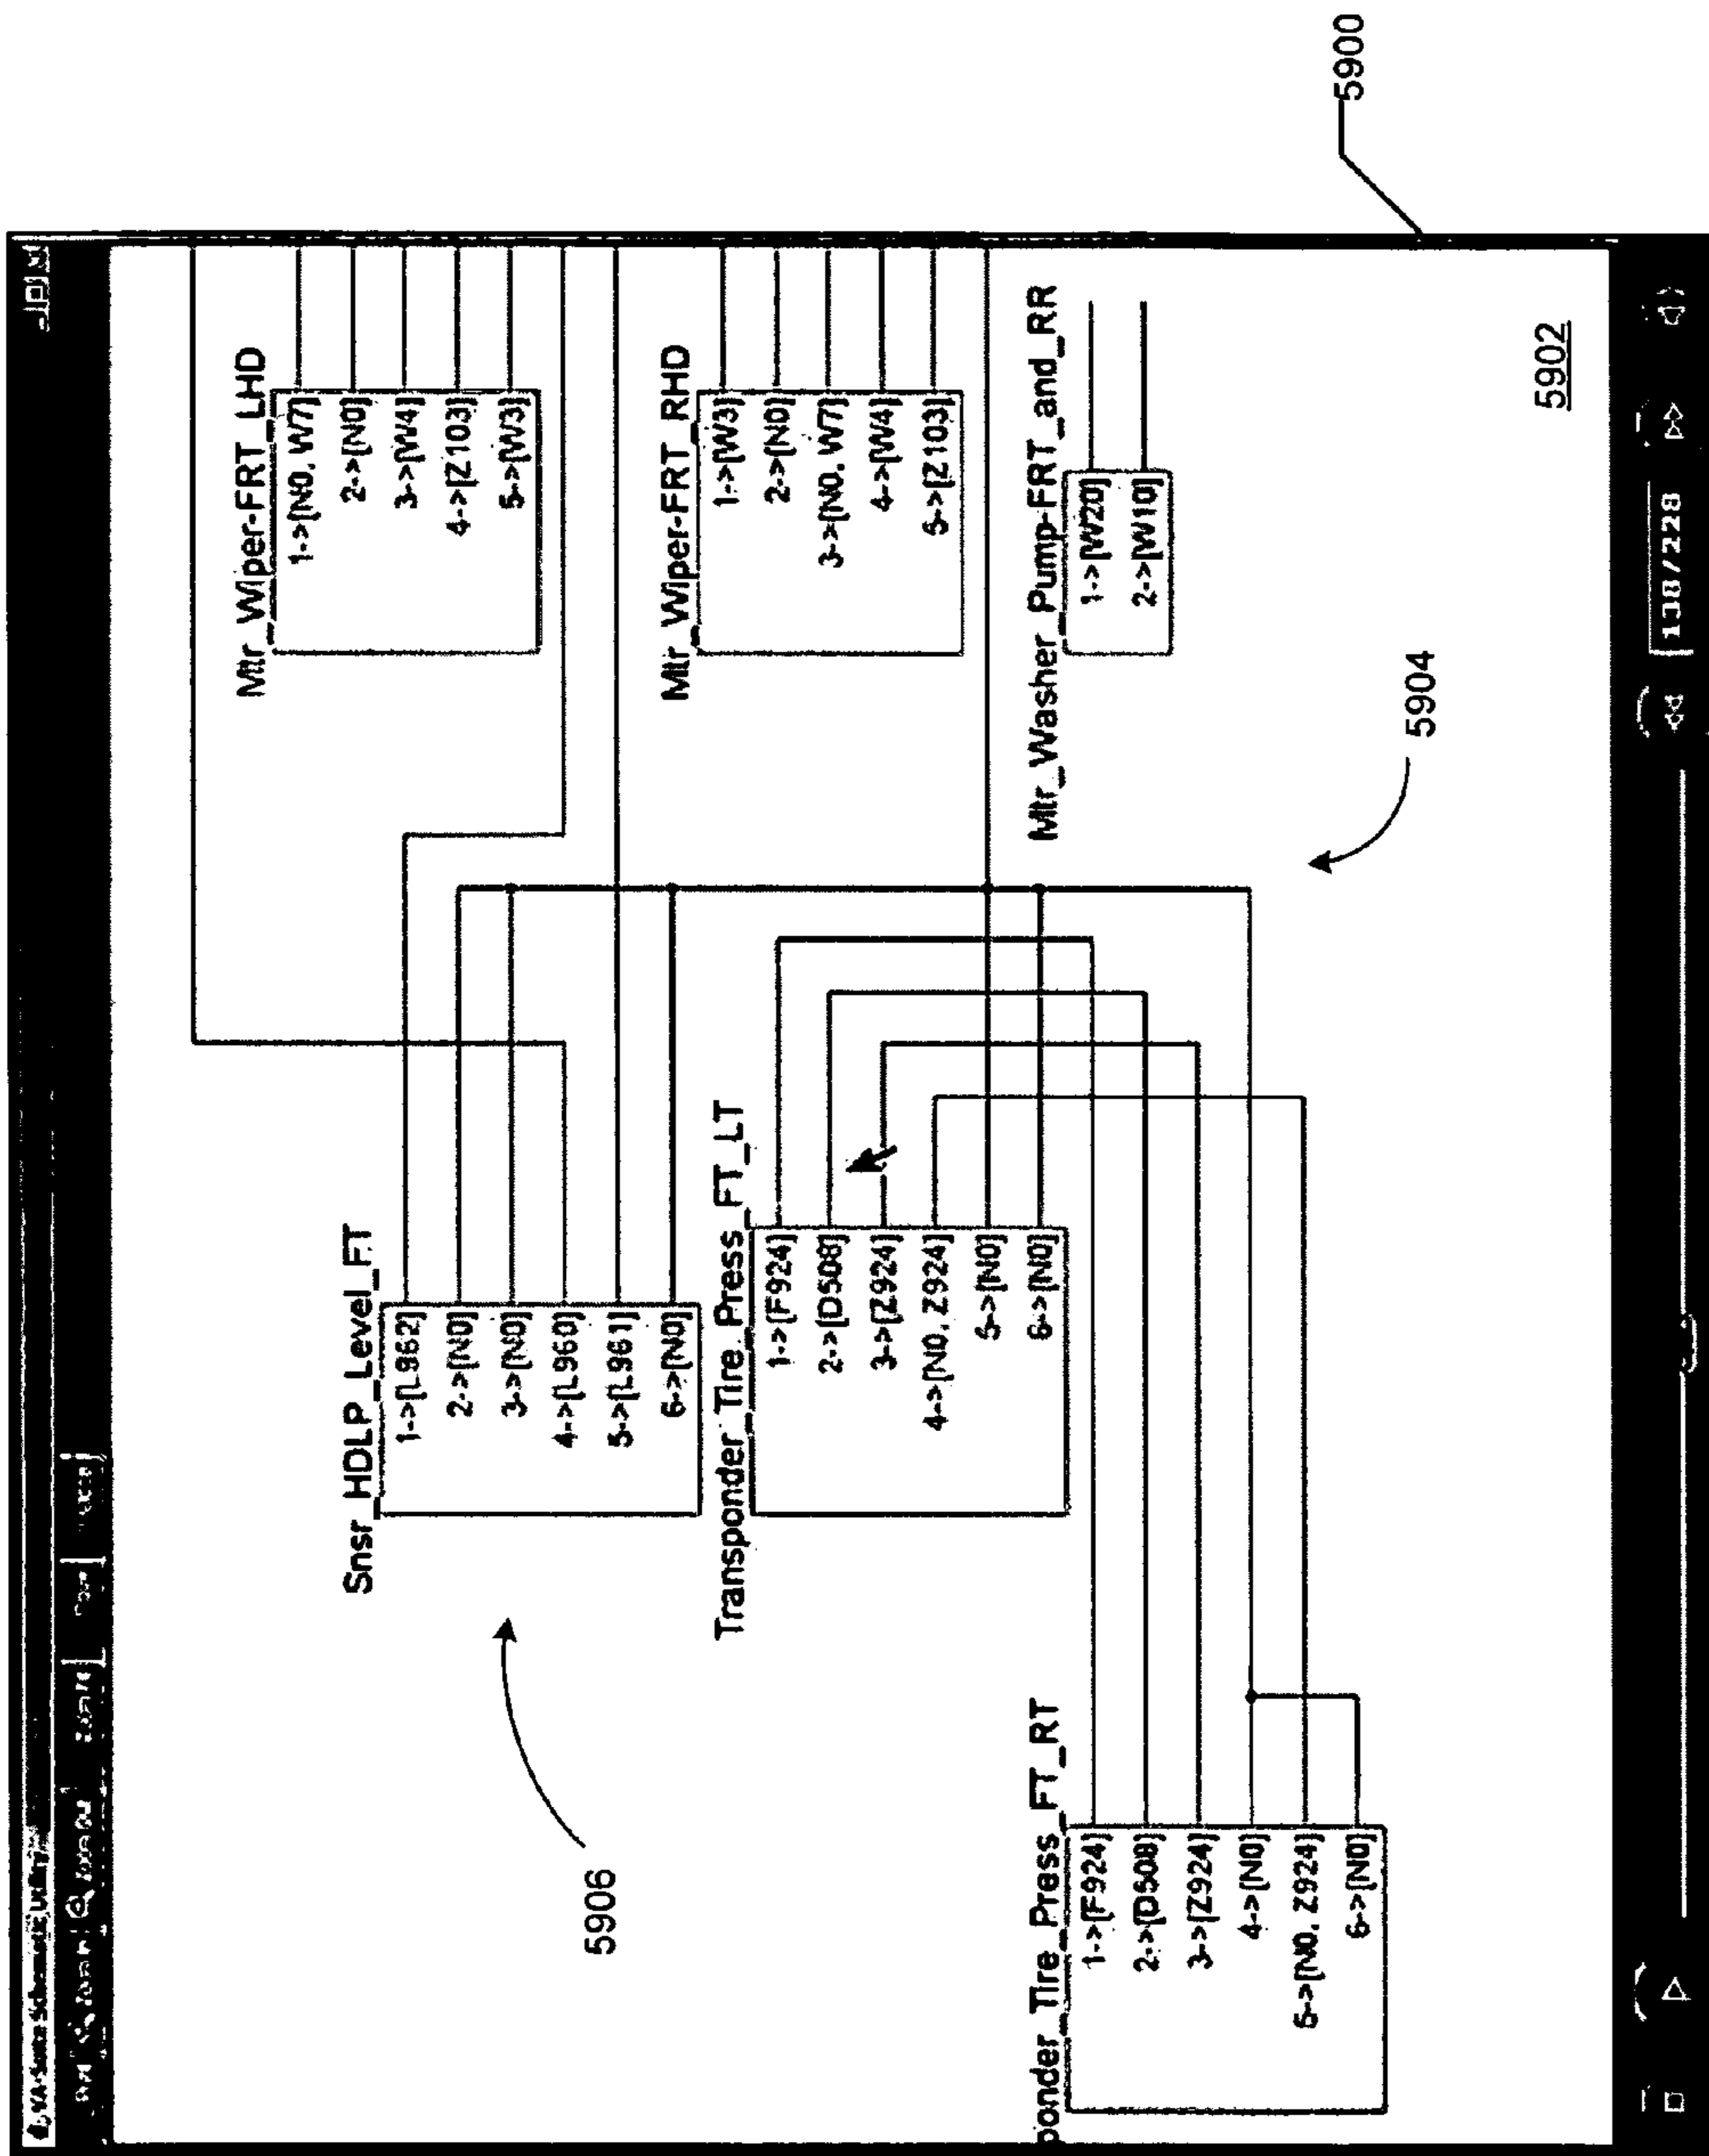 VA-Suite Schematic Utility
Mtr_Wiper-FRT_LHD
1->[N0, W7]
2->[N0]
3->[W4]
4->[Z103]
5->[W3]
Snsr_HDLP_Level_FT
1->[L962]
2->[N0]
3->[N0]
4->[L960]
5->[L961]
6->[N0]
5906
Mtr_Wiper-FRT_RHD
1->[W3]
2->[N0]
3->[N0, W7]
4->[W4]
5->[Z103]
Transponder_Tire_Press_FT_LT
1->[F924]
2->[D508]
3->[Z924]
4->[N0, Z924]
5->[N0]
6->[N0]
Mtr_Washer_Pump-FRT_and_RR
1->[W20]
2->[W10]
ponder_Tire_Press_FT_RT
1->[F924]
2->[D508]
3->[Z924]
4->[N0]
5->[N0, Z924]
6->[N0]
5904
5902
138/228
5900